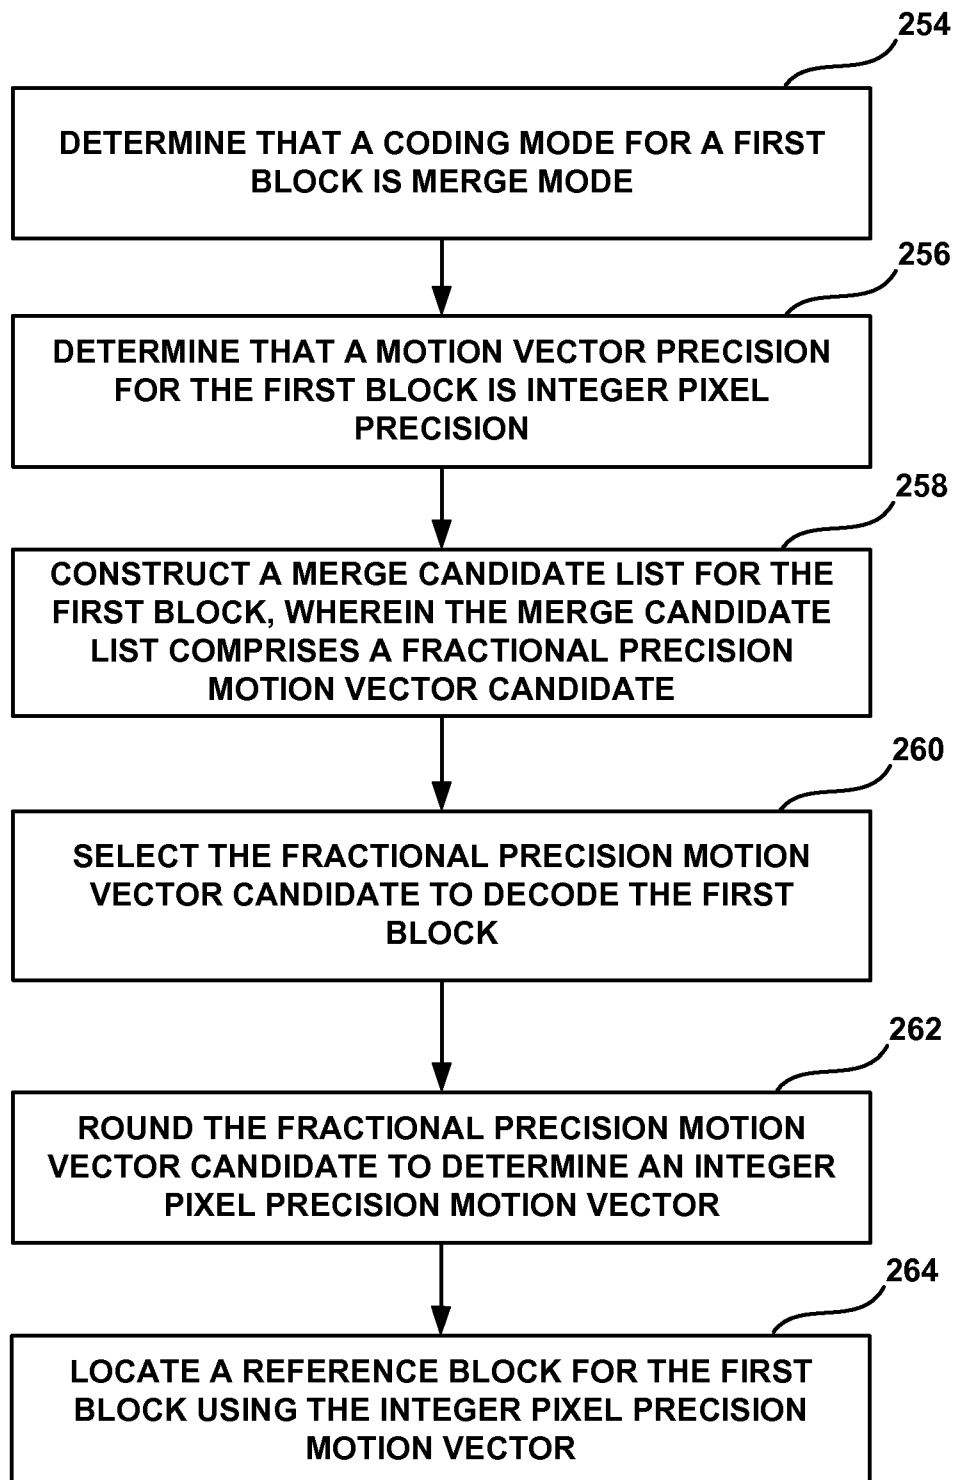 254
DETERMINE THAT A CODING MODE FOR A FIRST
BLOCK IS MERGE MODE
256
DETERMINE THAT A MOTION VECTOR PRECISION
FOR THE FIRST BLOCK IS INTEGER PIXEL
PRECISION
258
CONSTRUCT A MERGE CANDIDATE LIST FOR THE
FIRST BLOCK, WHEREIN THE MERGE CANDIDATE
LIST COMPRISES A FRACTIONAL PRECISION
MOTION VECTOR CANDIDATE
260
SELECT THE FRACTIONAL PRECISION MOTION
VECTOR CANDIDATE TO DECODE THE FIRST
BLOCK
262
ROUND THE FRACTIONAL PRECISION MOTION
VECTOR CANDIDATE TO DETERMINE AN INTEGER
PIXEL PRECISION MOTION VECTOR
264
LOCATE A REFERENCE BLOCK FOR THE FIRST
BLOCK USING THE INTEGER PIXEL PRECISION
MOTION VECTOR